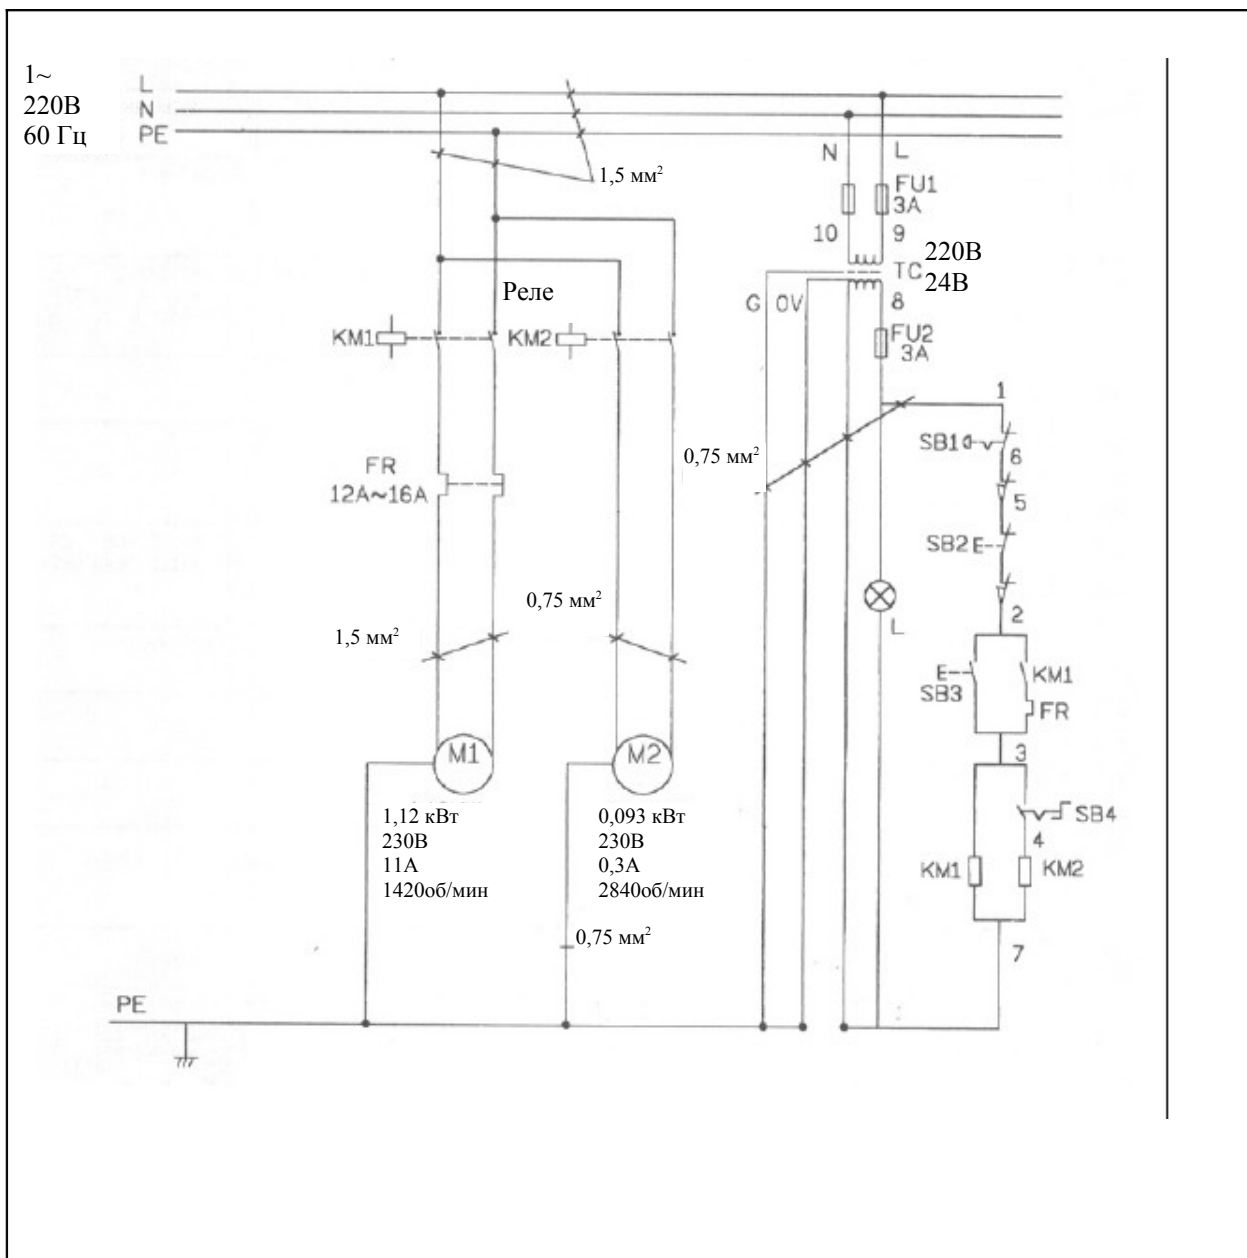 1~
220В
60 Гц
L
N
PE
1,5 мм²
N
L
FU1
3A
10
9
220В
TC
24В
Реле
G
0V
8
KM1
KM2
FU2
3A
1
SB1
6
0,75 мм²
FR
12A~16A
5
SB2
0,75 мм²
1,5 мм²
L
2
SB3
KM1
FR
3
M1
M2
1,12 кВт
230В
11А
1420об/мин
0,093 кВт
230В
0,3А
2840об/мин
SB4
4
KM1
KM2
0,75 мм²
7
PE